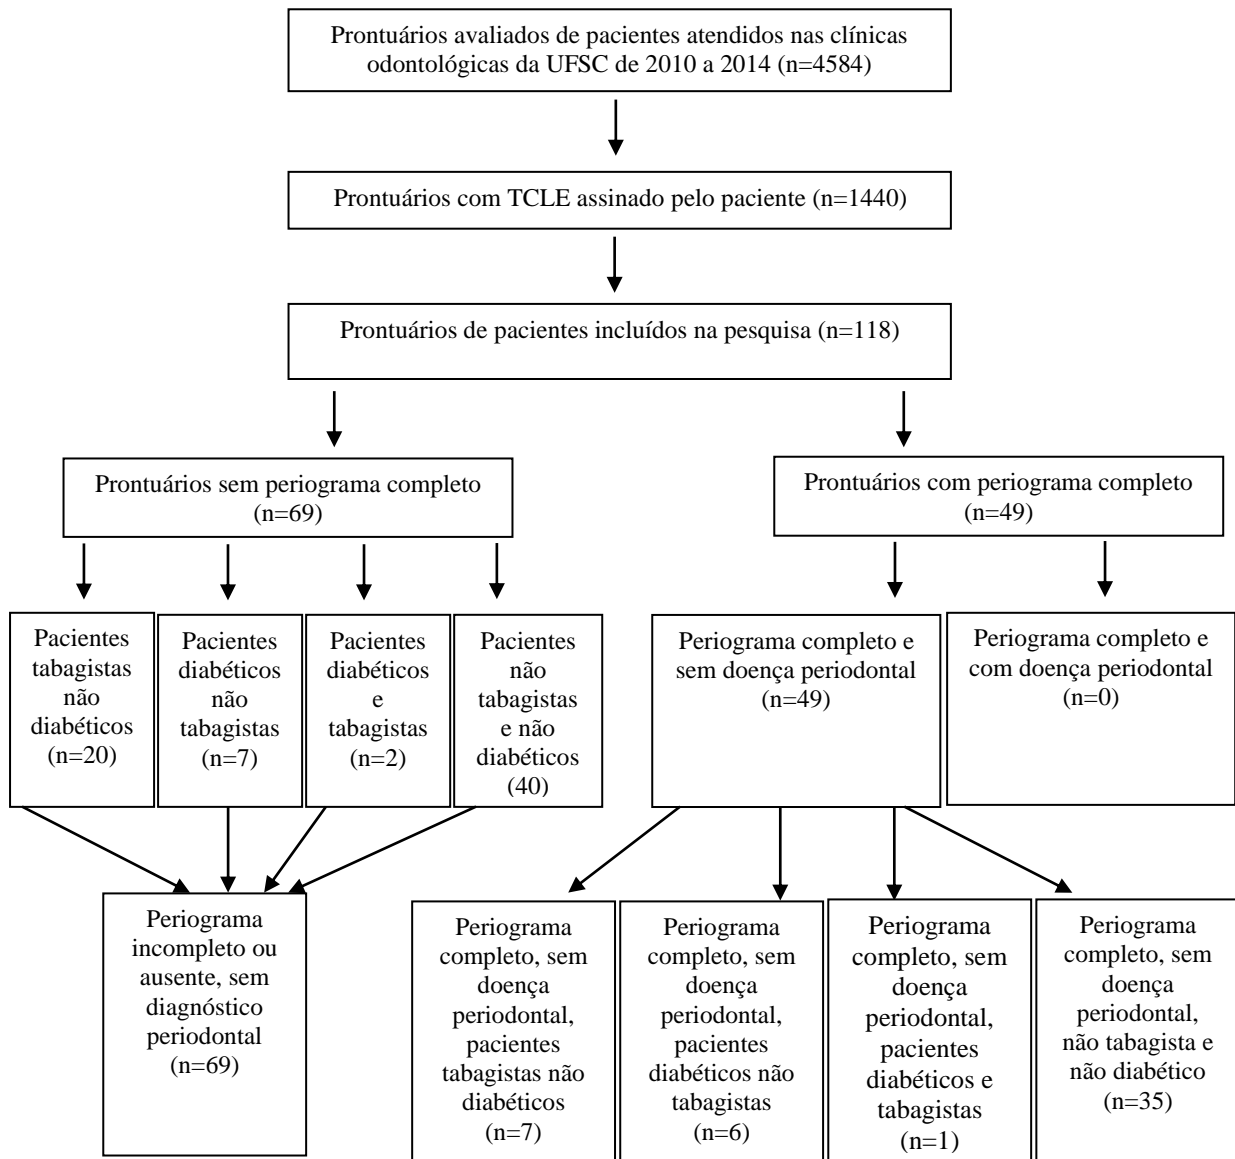 Prontuários avaliados de pacientes atendidos nas clínicas
odontológicas da UFSC de 2010 a 2014 (n=4584)
Prontuários com TCLE assinado pelo paciente (n=1440)
Prontuários de pacientes incluídos na pesquisa (n=118)
Prontuários sem periograma completo
(n=69)
Prontuários com periograma completo
(n=49)
Pacientes
tabagistas
não
diabéticos
(n=20)
Pacientes
diabéticos
não
tabagistas
(n=7)
Pacientes
diabéticos
e
tabagistas
(n=2)
Pacientes
não
tabagistas
e não
diabéticos
(40)
Periograma completo e
sem doença periodontal
(n=49)
Periograma completo e
com doença periodontal
(n=0)
Periograma
incompleto ou
ausente, sem
diagnóstico
periodontal
(n=69)
Periograma
completo, sem
doença
periodontal,
pacientes
tabagistas não
diabéticos
(n=7)
Periograma
completo, sem
doença
periodontal,
pacientes
diabéticos não
tabagistas
(n=6)
Periograma
completo, sem
doença
periodontal,
pacientes
diabéticos e
tabagistas
(n=1)
Periograma
completo, sem
doença
periodontal,
não tabagista e
não diabético
(n=35)